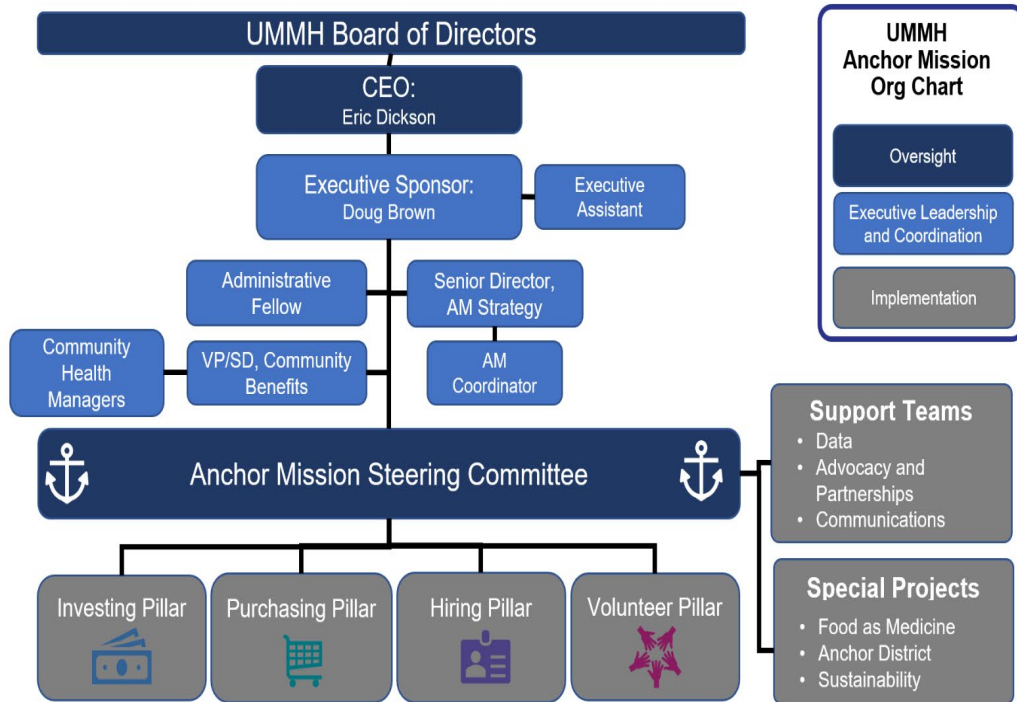 UMMH Board of Directors
CEO:
Eric Dickson
Executive Sponsor:
Doug Brown
Executive
Assistant
Administrative
Fellow
Senior Director,
AM Strategy
Community
Health
Managers
VP/SD, Community
Benefits
AM
Coordinator
Anchor Mission Steering Committee
Investing Pillar
Purchasing Pillar
Hiring Pillar
Volunteer Pillar
UMMH
Anchor Mission
Org Chart
Oversight
Executive Leadership
and Coordination
Implementation
Support Teams
• Data
• Advocacy and
Partnerships
• Communications
Special Projects
• Food as Medicine
• Anchor District
• Sustainability